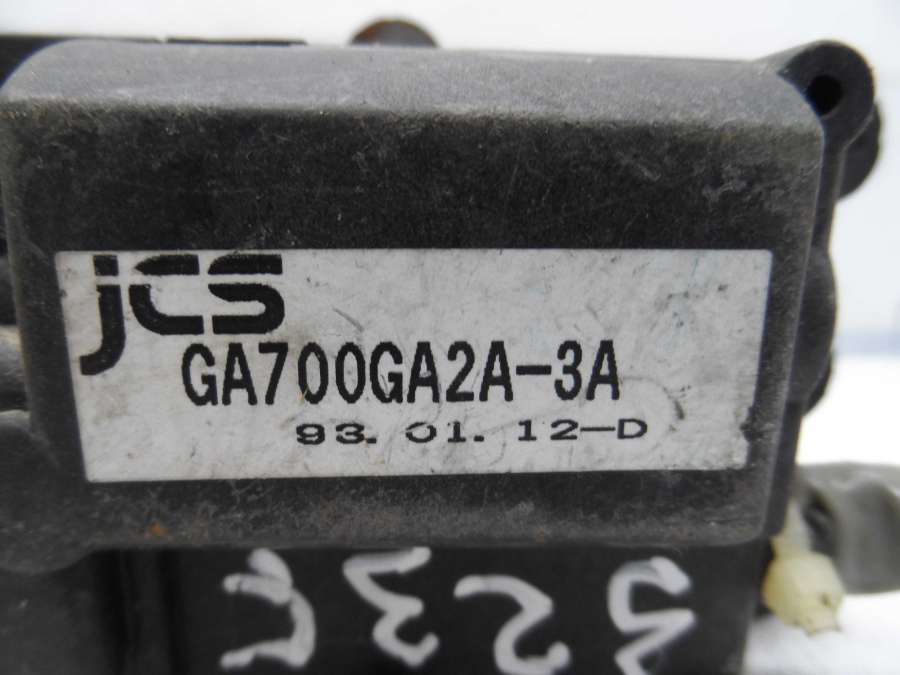 JCS
GA700GA2A-3A
93. 01. 12-D